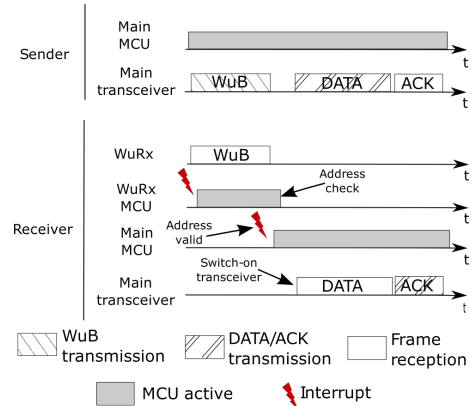 Main
MCU
t
Sender
Main
transceiver
WuB
DATA
ACK
t
WuRx
WuB
t
WuRx
MCU
Address
check
t
Receiver
Address
valid
Main
MCU
t
Switch-on
transceiver
Main
transceiver
DATA
ACK
t
WuB
transmission
DATA/ACK
transmission
Frame
reception
MCU active
Interrupt